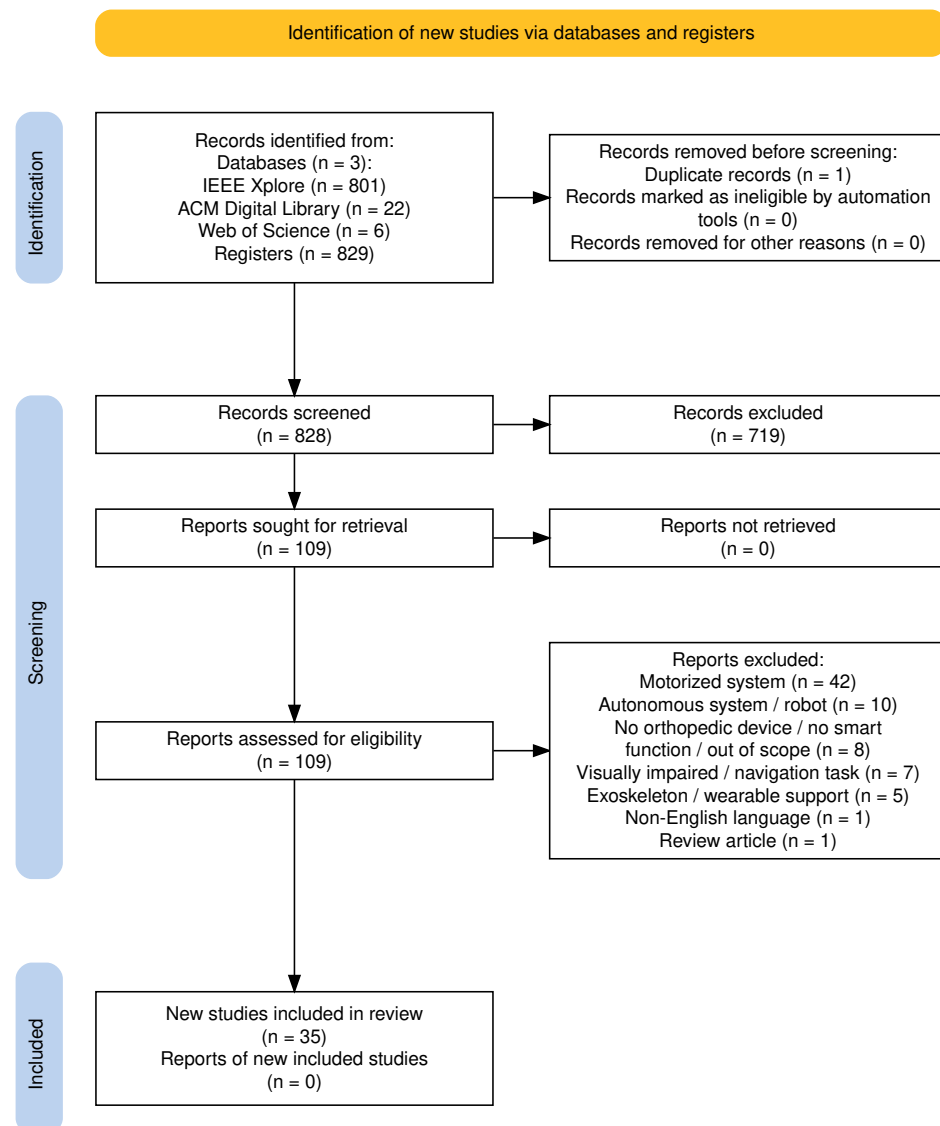 Identification of new studies via databases and registers
Identification
Records identified from:
Databases (n = 3):
IEEE Xplore (n = 801)
ACM Digital Library (n = 22)
Web of Science (n = 6)
Registers (n = 829)
Records removed before screening:
Duplicate records (n = 1)
Records marked as ineligible by automation
tools (n = 0)
Records removed for other reasons (n = 0)
Screening
Records screened
(n = 828)
Records excluded
(n = 719)
Reports sought for retrieval
(n = 109)
Reports not retrieved
(n = 0)
Reports assessed for eligibility
(n = 109)
Reports excluded:
Motorized system (n = 42)
Autonomous system / robot (n = 10)
No orthopedic device / no smart
function / out of scope (n = 8)
Visually impaired / navigation task (n = 7)
Exoskeleton / wearable support (n = 5)
Non-English language (n = 1)
Review article (n = 1)
Included
New studies included in review
(n = 35)
Reports of new included studies
(n = 0)